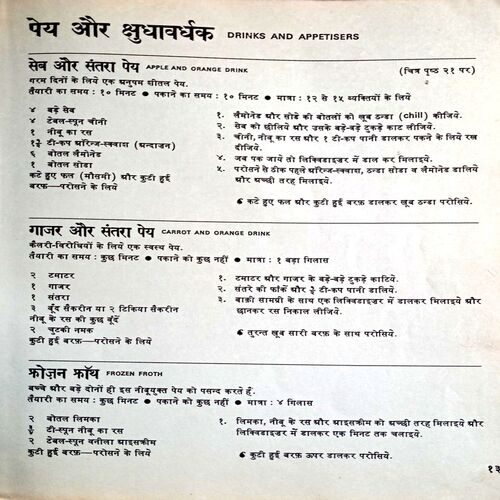 पेय और क्षुधावर्धक DRINKS AND APPETISERS
सेब और संतरा पेय APPLE AND ORANGE DRINK (चित्र पृष्ठ २१ पर)
गरम दिनों के लिये एक अनुपम शीतल पेय.
तैयारी का समय : १० मिनट ● पकाने का समय : १० मिनट ● मात्रा : १२ से १५ व्यक्तियों के लिये
४ बड़े सेब
४ टेबल-स्पून चीनी
१ नीबू का रस
टी-कप ऑरिन्ज-स्क्वाश (अन्दाज़न)
६ बोतल लैमोनेड
१ बोतल सोडा
कटे हुए फल (मौसमी) और कुटी हुई
बरफ़—परोसने के लिये
१. लैमोनेड और सोडे की बोतलों को खूब ठन्डा (chill) कीजिये.
२. सेब को छीलिये और उसके बड़े-बड़े टुकड़े काट लीजिये.
३. चीनी, नीबू का रस और १ टी-कप पानी डालकर पकने के लिये रख
दीजिये.
४. जब पक जाये तो लिक्विडाइज़र में डाल कर मिलाइये.
५. परोसने से ठीक पहले ऑरिन्ज-स्क्वाश, ठन्डा सोडा व लैमोनेड डालिये
और अच्छी तरह मिलाइये.
कटे हुए फल और कुटी हुई बरफ़ डालकर खूब ठन्डा परोसिये.
गाजर और संतरा पेय CARROT AND ORANGE DRINK
कैलरी-विरोधियों के लिये एक स्वस्थ पेय.
तैयारी का समय : कुछ मिनट ● पकाने को कुछ नहीं ● मात्रा : १ बड़ा गिलास
२ टमाटर
१ गाजर
१ संतरा
३ बूँद सैकरीन या २ टिकिया सैकरीन
नीबू के रस की कुछ बूँदें
२ चुटकी नमक
कुटी हुई बरफ़—परोसने के लिये
१. टमाटर और गाजर के बड़े-बड़े टुकड़े काटिये.
२. संतरे की फाँकें और टी-कप पानी डालिये.
३. बाक़ी सामग्री के साथ एक लिक्विडाइज़र में डालकर मिलाइये और
छानकर रस निकाल लीजिये.
तुरन्त खूब सारी बरफ़ के साथ परोसिये.
फ्रोज़न फ्रॉथ FROZEN FROTH
बच्चे और बड़े दोनों ही इस नीबूयुक्त पेय को पसन्द करते हैं.
तैयारी का समय : कुछ मिनट ● पकाने को कुछ नहीं ● मात्रा : ४ गिलास
२ बोतल लिमका
टी-स्पून नीबू का रस
२ टेबल-स्पून वनीला आइसक्रीम
कुटी हुई बरफ़—परोसने के लिये
१. लिमका, नीबू के रस और आइसक्रीम को अच्छी तरह मिलाइये और
लिक्विडाइज़र में डालकर एक मिनट तक चलाइये.
कुटी हुई बरफ़ ऊपर डालकर परोसिये.